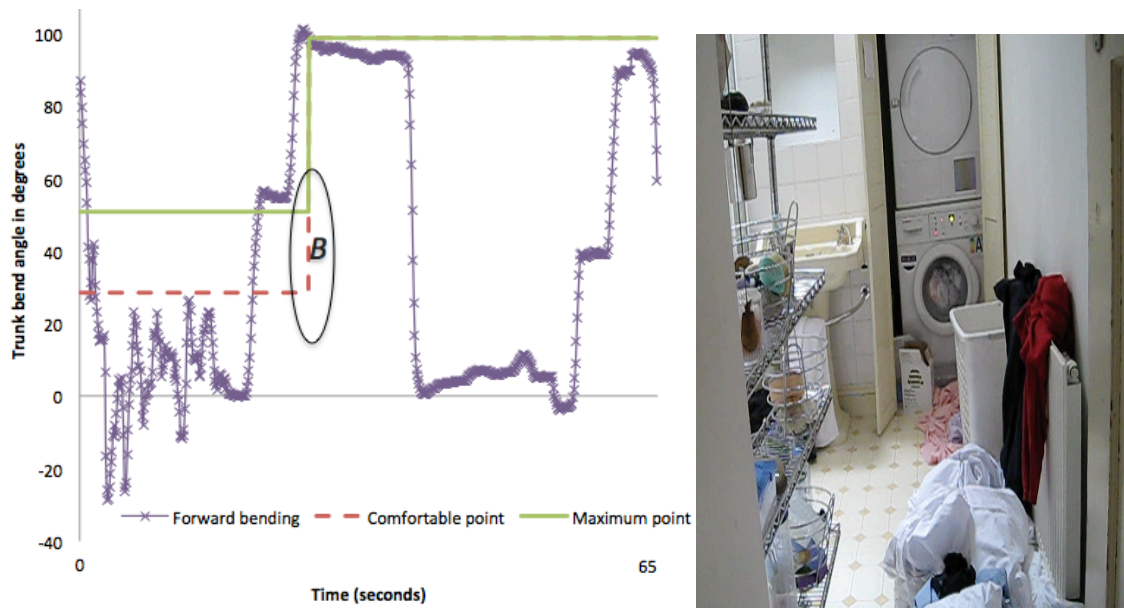 Trunk bend angle in degrees
100
80
60
40
20
0
-20
-40
B
Forward bending
Comfortable point
Maximum point
0
65
Time (seconds)
A